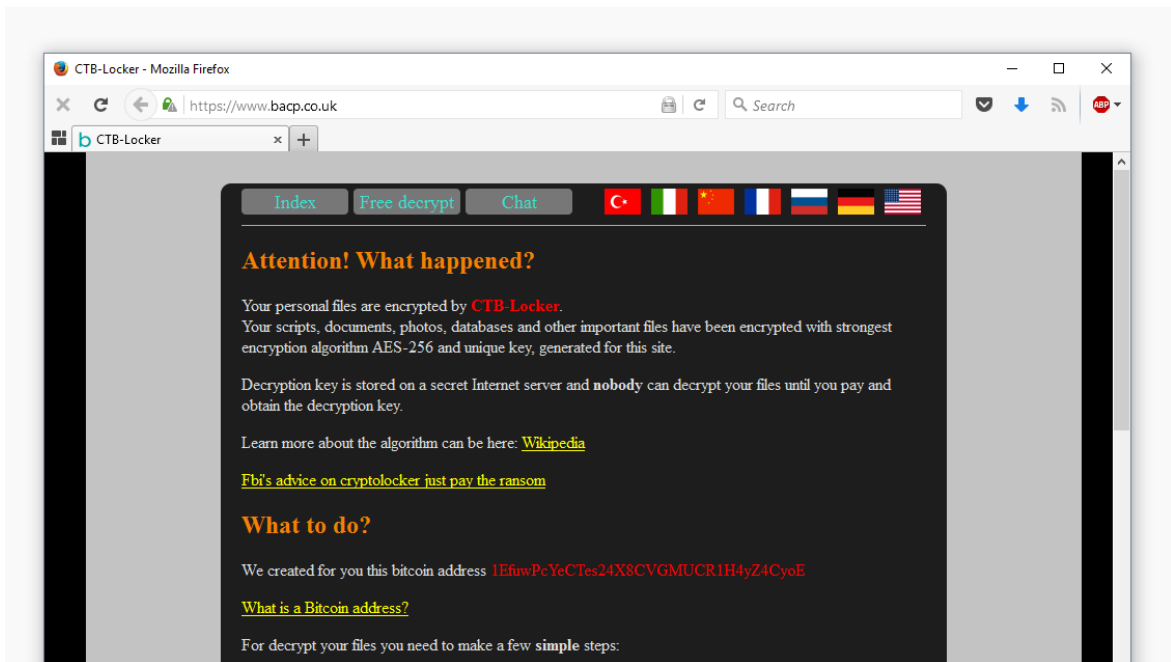 CTB-Locker - Mozilla Firefox
https://www.bacp.co.uk
Search
ABP
CTB-Locker
Index Free decrypt Chat
Attention! What happened?
Your personal files are encrypted by CTB-Locker.
Your scripts, documents, photos, databases and other important files have been encrypted with strongest
encryption algorithm AES-256 and unique key, generated for this site.
Decryption key is stored on a secret Internet server and nobody can decrypt your files until you pay and
obtain the decryption key.
Learn more about the algorithm can be here: Wikipedia
Fbi's advice on cryptolocker just pay the ransom
What to do?
We created for you this bitcoin address 1EfuwPcYeCTes24X8CVGMUCR1H4yZ4CyoE
What is a Bitcoin address?
For decrypt your files you need to make a few simple steps: